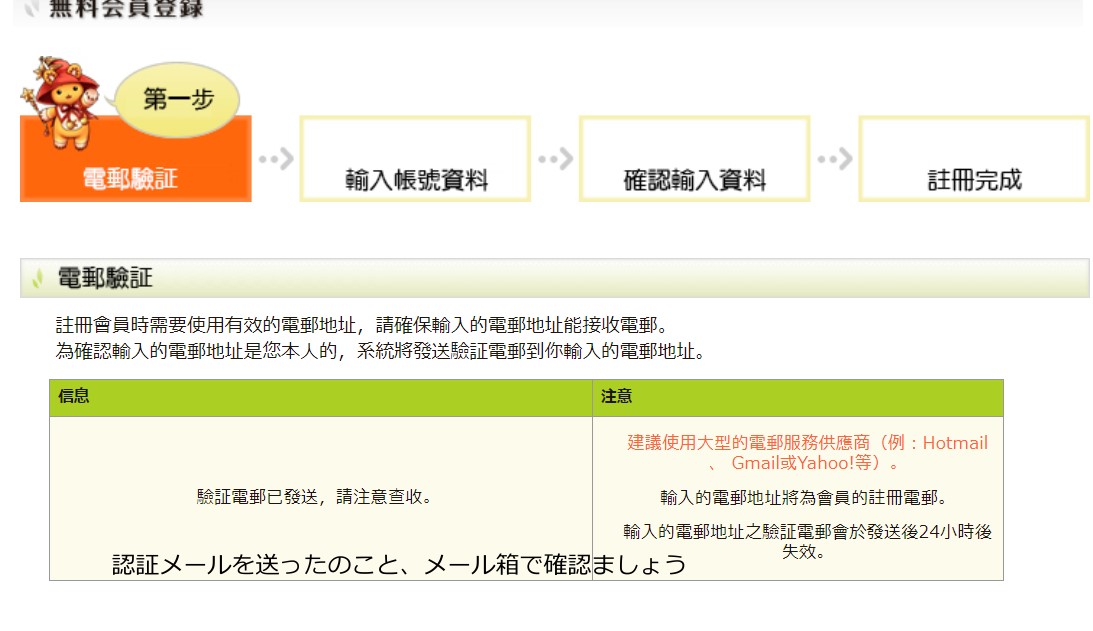 無料会員登録
第一步
電郵驗証
輸入帳號資料
確認輸入資料
註冊完成
電郵驗証
註冊會員時需要使用有效的電郵地址，請確保輸入的電郵地址能接收電郵。
為確認輸入的電郵地址是您本人的，系統將發送驗証電郵到你輸入的電郵地址。
信息
注意
驗証電郵已發送，請注意查收。
建議使用大型的電郵服務供應商（例：Hotmail
、 Gmail或Yahoo!等）。
輸入的電郵地址將為會員的註冊電郵。
輸入的電郵地址之驗証電郵會於發送後24小時後
失效。
認証メールを送ったのこと、メール箱で確認ましょう